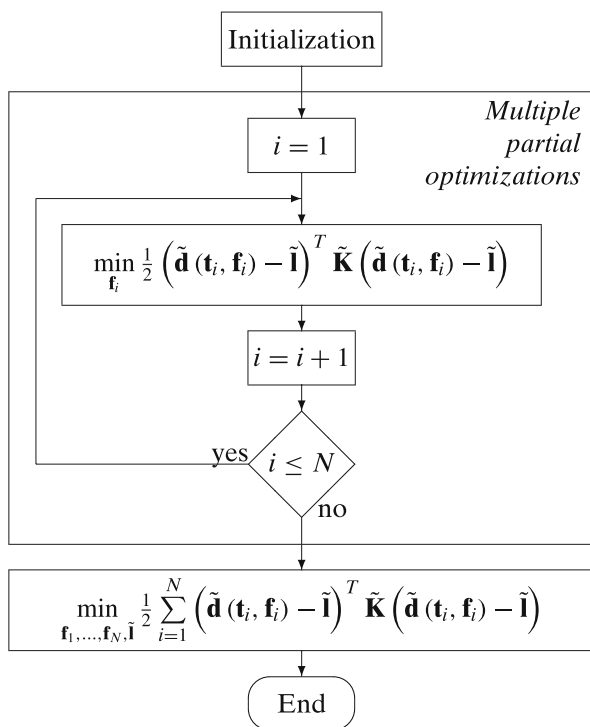 Initialization
Multiple
partial
optimizations
i = 1
min_{𝐟_i} ½ (𝐝̃ (𝐭_i, 𝐟_i) − 𝐥̃)^T 𝐊̃ (𝐝̃ (𝐭_i, 𝐟_i) − 𝐥̃)
i = i + 1
yes
i ≤ N
no
min_{𝐟_1,...,𝐟_N,𝐥̃} ½ ∑_{i=1}^{N} (𝐝̃ (𝐭_i, 𝐟_i) − 𝐥̃)^T 𝐊̃ (𝐝̃ (𝐭_i, 𝐟_i) − 𝐥̃)
End